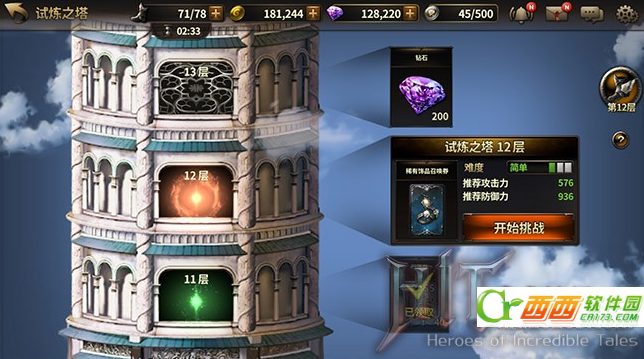 试炼之塔
71/78
181,244
128,220
45/500
N
N
02:33
13层
钻石
200
第12层
试炼之塔 12层
12层
稀有饰品召唤券
难度
简单
推荐攻击力
576
推荐防御力
936
开始挑战
11层
已领取
HIT
Heroes of Incredible Tales
西西软件园
CR173.COM